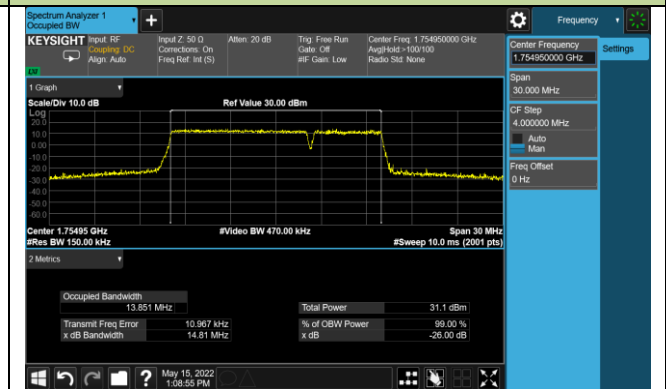 Spectrum Analyzer 1
Occupied BW
Frequency
KEYSIGHT
Input: RF
Coupling: DC
Align: Auto
Input Z: 50 Ω
Corrections: On
Freq Ref: Int (S)
Atten: 20 dB
Trig: Free Run
Gate: Off
#IF Gain: Low
Center Freq: 1.754950000 GHz
Avg|Hold:>100/100
Radio Std: None
Center Frequency
1.754950000 GHz
Settings
Span
30.000 MHz
CF Step
4.000000 MHz
Auto
Man
Freq Offset
0 Hz
1 Graph
Scale/Div 10.0 dB
Ref Value 30.00 dBm
Log
20.0
10.0
0.00
-10.0
-20.0
-30.0
-40.0
-50.0
-60.0
Center 1.75495 GHz
#Video BW 470.00 kHz
Span 30 MHz
#Res BW 150.00 kHz
#Sweep 10.0 ms (2001 pts)
2 Metrics
Occupied Bandwidth
13.851 MHz
Total Power 31.1 dBm
Transmit Freq Error 10.967 kHz
% of OBW Power 99.00 %
x dB Bandwidth 14.81 MHz
x dB -26.00 dB
?
May 15, 2022
1:08:55 PM